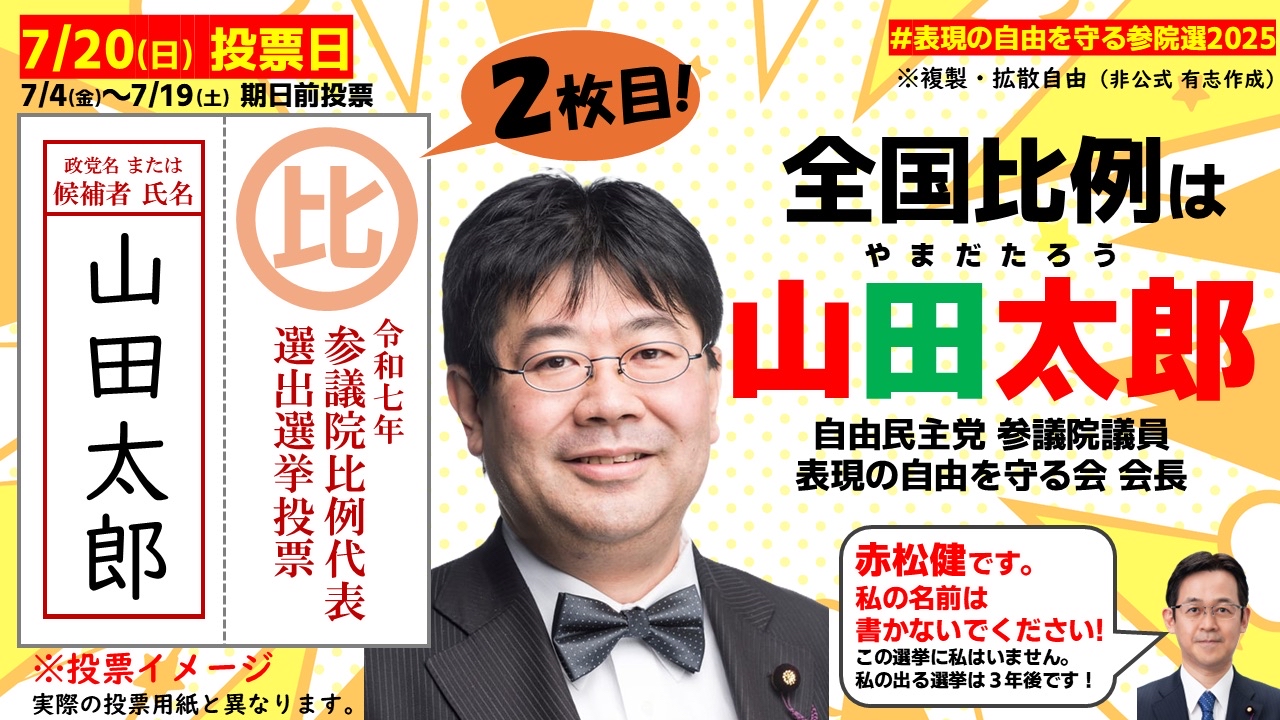 7/20(日) 投票日
7/4(金)～7/19(土) 期日前投票
政党名 または
候補者 氏名
山田太郎
比
令和七年
参議院比例代表
選出選挙投票
※投票イメージ
実際の投票用紙と異なります。
2枚目!
#表現の自由を守る参院選2025
※複製・拡散自由（非公式 有志作成）
全国比例は
やまだたろう
山田太郎
自由民主党 参議院議員
表現の自由を守る会 会長
赤松健です。
私の名前は
書かないでください!
この選挙に私はいません。
私の出る選挙は３年後です！